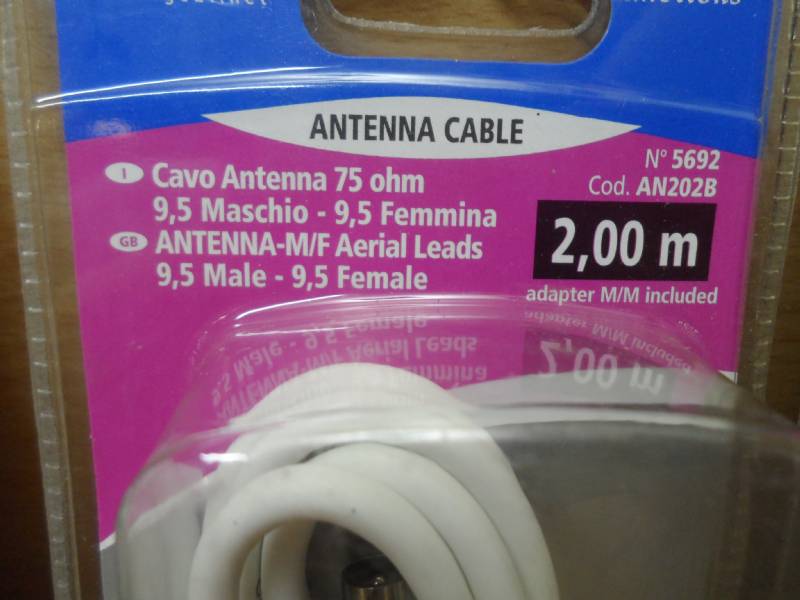 ANTENNA CABLE
N° 5692
Cod. AN202B
I Cavo Antenna 75 ohm
9,5 Maschio - 9,5 Femmina
GB ANTENNA-M/F Aerial Leads
9,5 Male - 9,5 Female
2,00 m
adapter M/M included